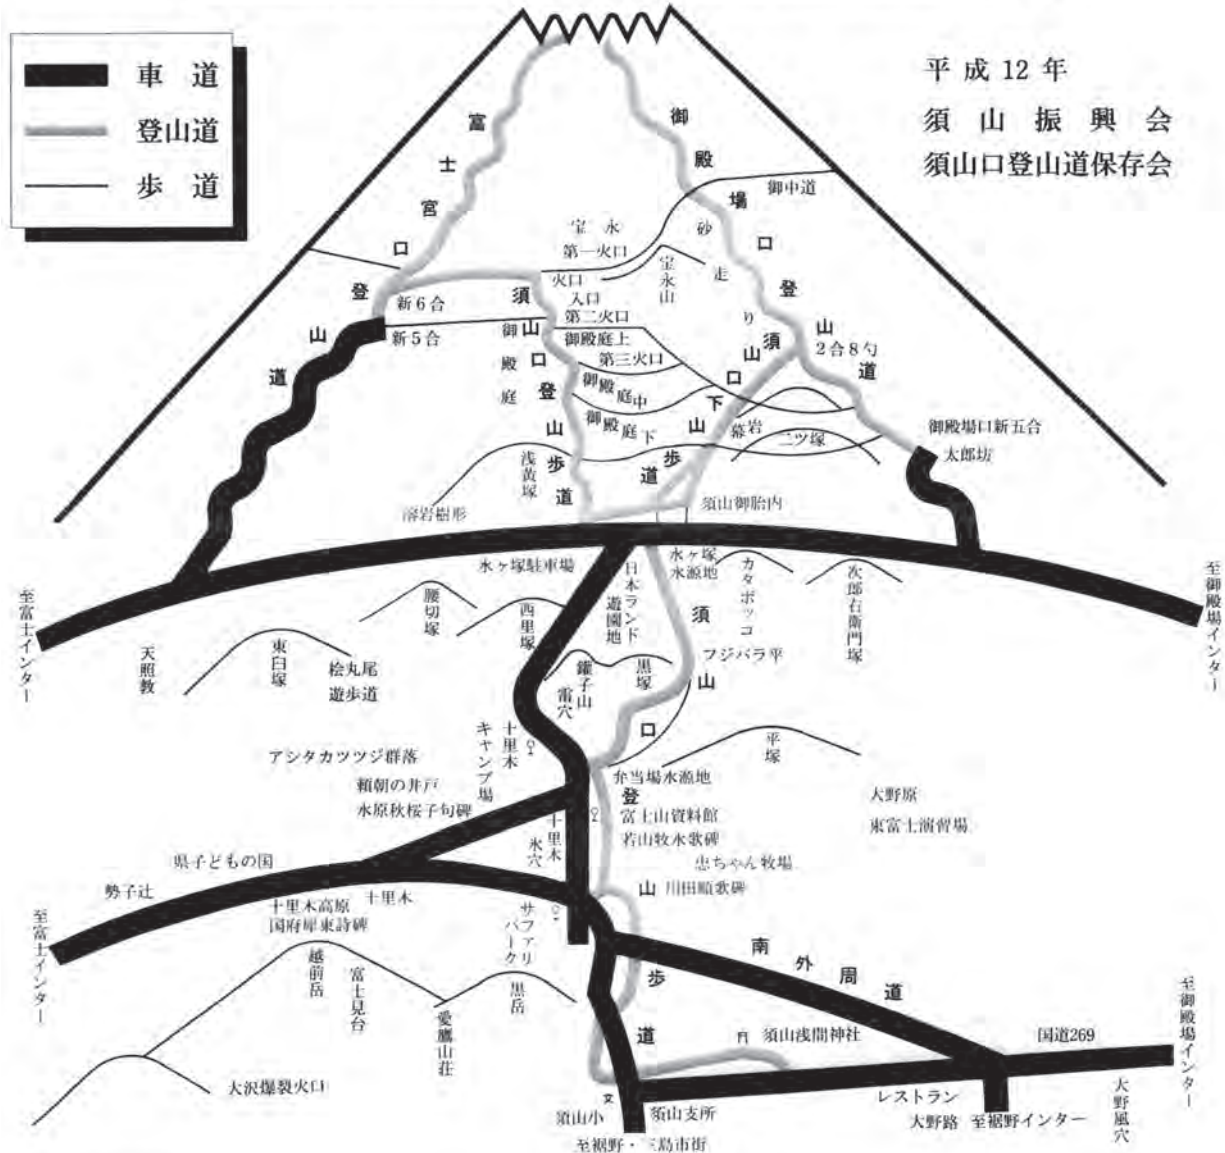 車道
登山道
歩道
平成12年
須山振興会
須山口登山道保存会
富士宮口登山道
御殿場口登山道
御中道
砂走り
宝永
第一火口
宝永山
火口
入口
第二火口
新6合
新5合
須山口登山歩道
御殿庭
御殿庭上
第三火口
御殿庭中
御殿庭下
須山口下山歩道
2合8勺
幕岩
二ツ塚
御殿場口新五合
太郎坊
浅黄塚
溶岩樹形
須山御胎内
水ヶ塚駐車場
水ヶ塚
水源地
日本ランド
遊園地
カタボッコ
次郎右衛門塚
至富士インター
至御殿場インター
腰切塚
西里塚
天照教
東臼塚
桧丸尾
遊歩道
須山口登山歩道
フジバラ平
黒塚
鑵子山
雷穴
十里木
キャンプ場
平塚
アシタカツツジ群落
頼朝の井戸
水原秋桜子句碑
弁当場水源地
富士山資料館
若山牧水歌碑
大野原
東富士演習場
十里木
氷穴
忠ちゃん牧場
川田順歌碑
県子どもの国
勢子辻
十里木
十里木高原
国府犀東詩碑
サファリ
パーク
至富士インター
越前岳
富士見台
黒岳
愛鷹山荘
大沢爆裂火口
南外周道
須山浅間神社
国道269
至御殿場インター
レストラン
大野路
至裾野インター
大野風穴
文
須山小
須山支所
至裾野・三島市街